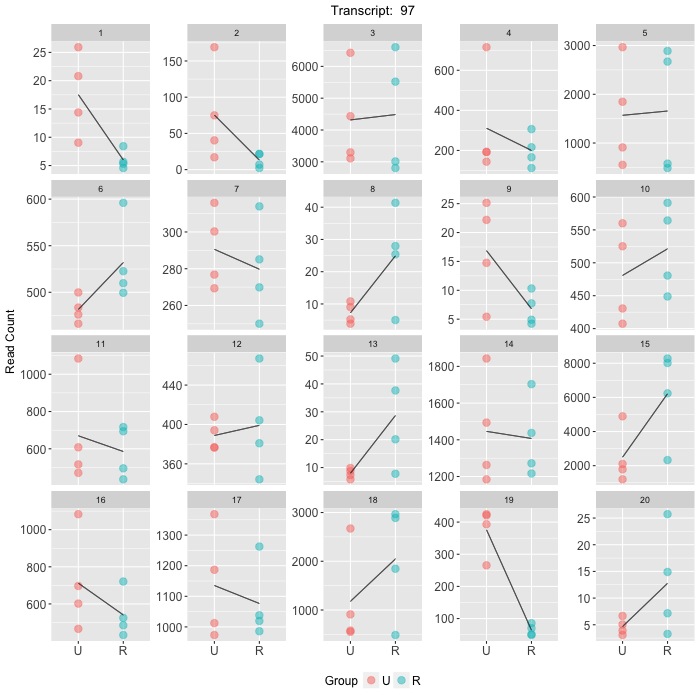 Transcript: 97
Read Count
1 2 3 4 5
25 20 15 10 5
150 100 50 0
6000 5000 4000 3000
600 400 200
3000 2000 1000
6 7 8 9 10
600 550 500
300 280 260
40 30 20 10
25 20 15 10 5
600 550 500 450 400
11 12 13 14 15
1000 800 600
440 400 360
50 40 30 20 10
1800 1600 1400 1200
8000 6000 4000 2000
16 17 18 19 20
1000 800 600
1300 1200 1100 1000
3000 2000 1000
400 300 200 100
25 20 15 10 5
U R U R U R U R U R
Group U R